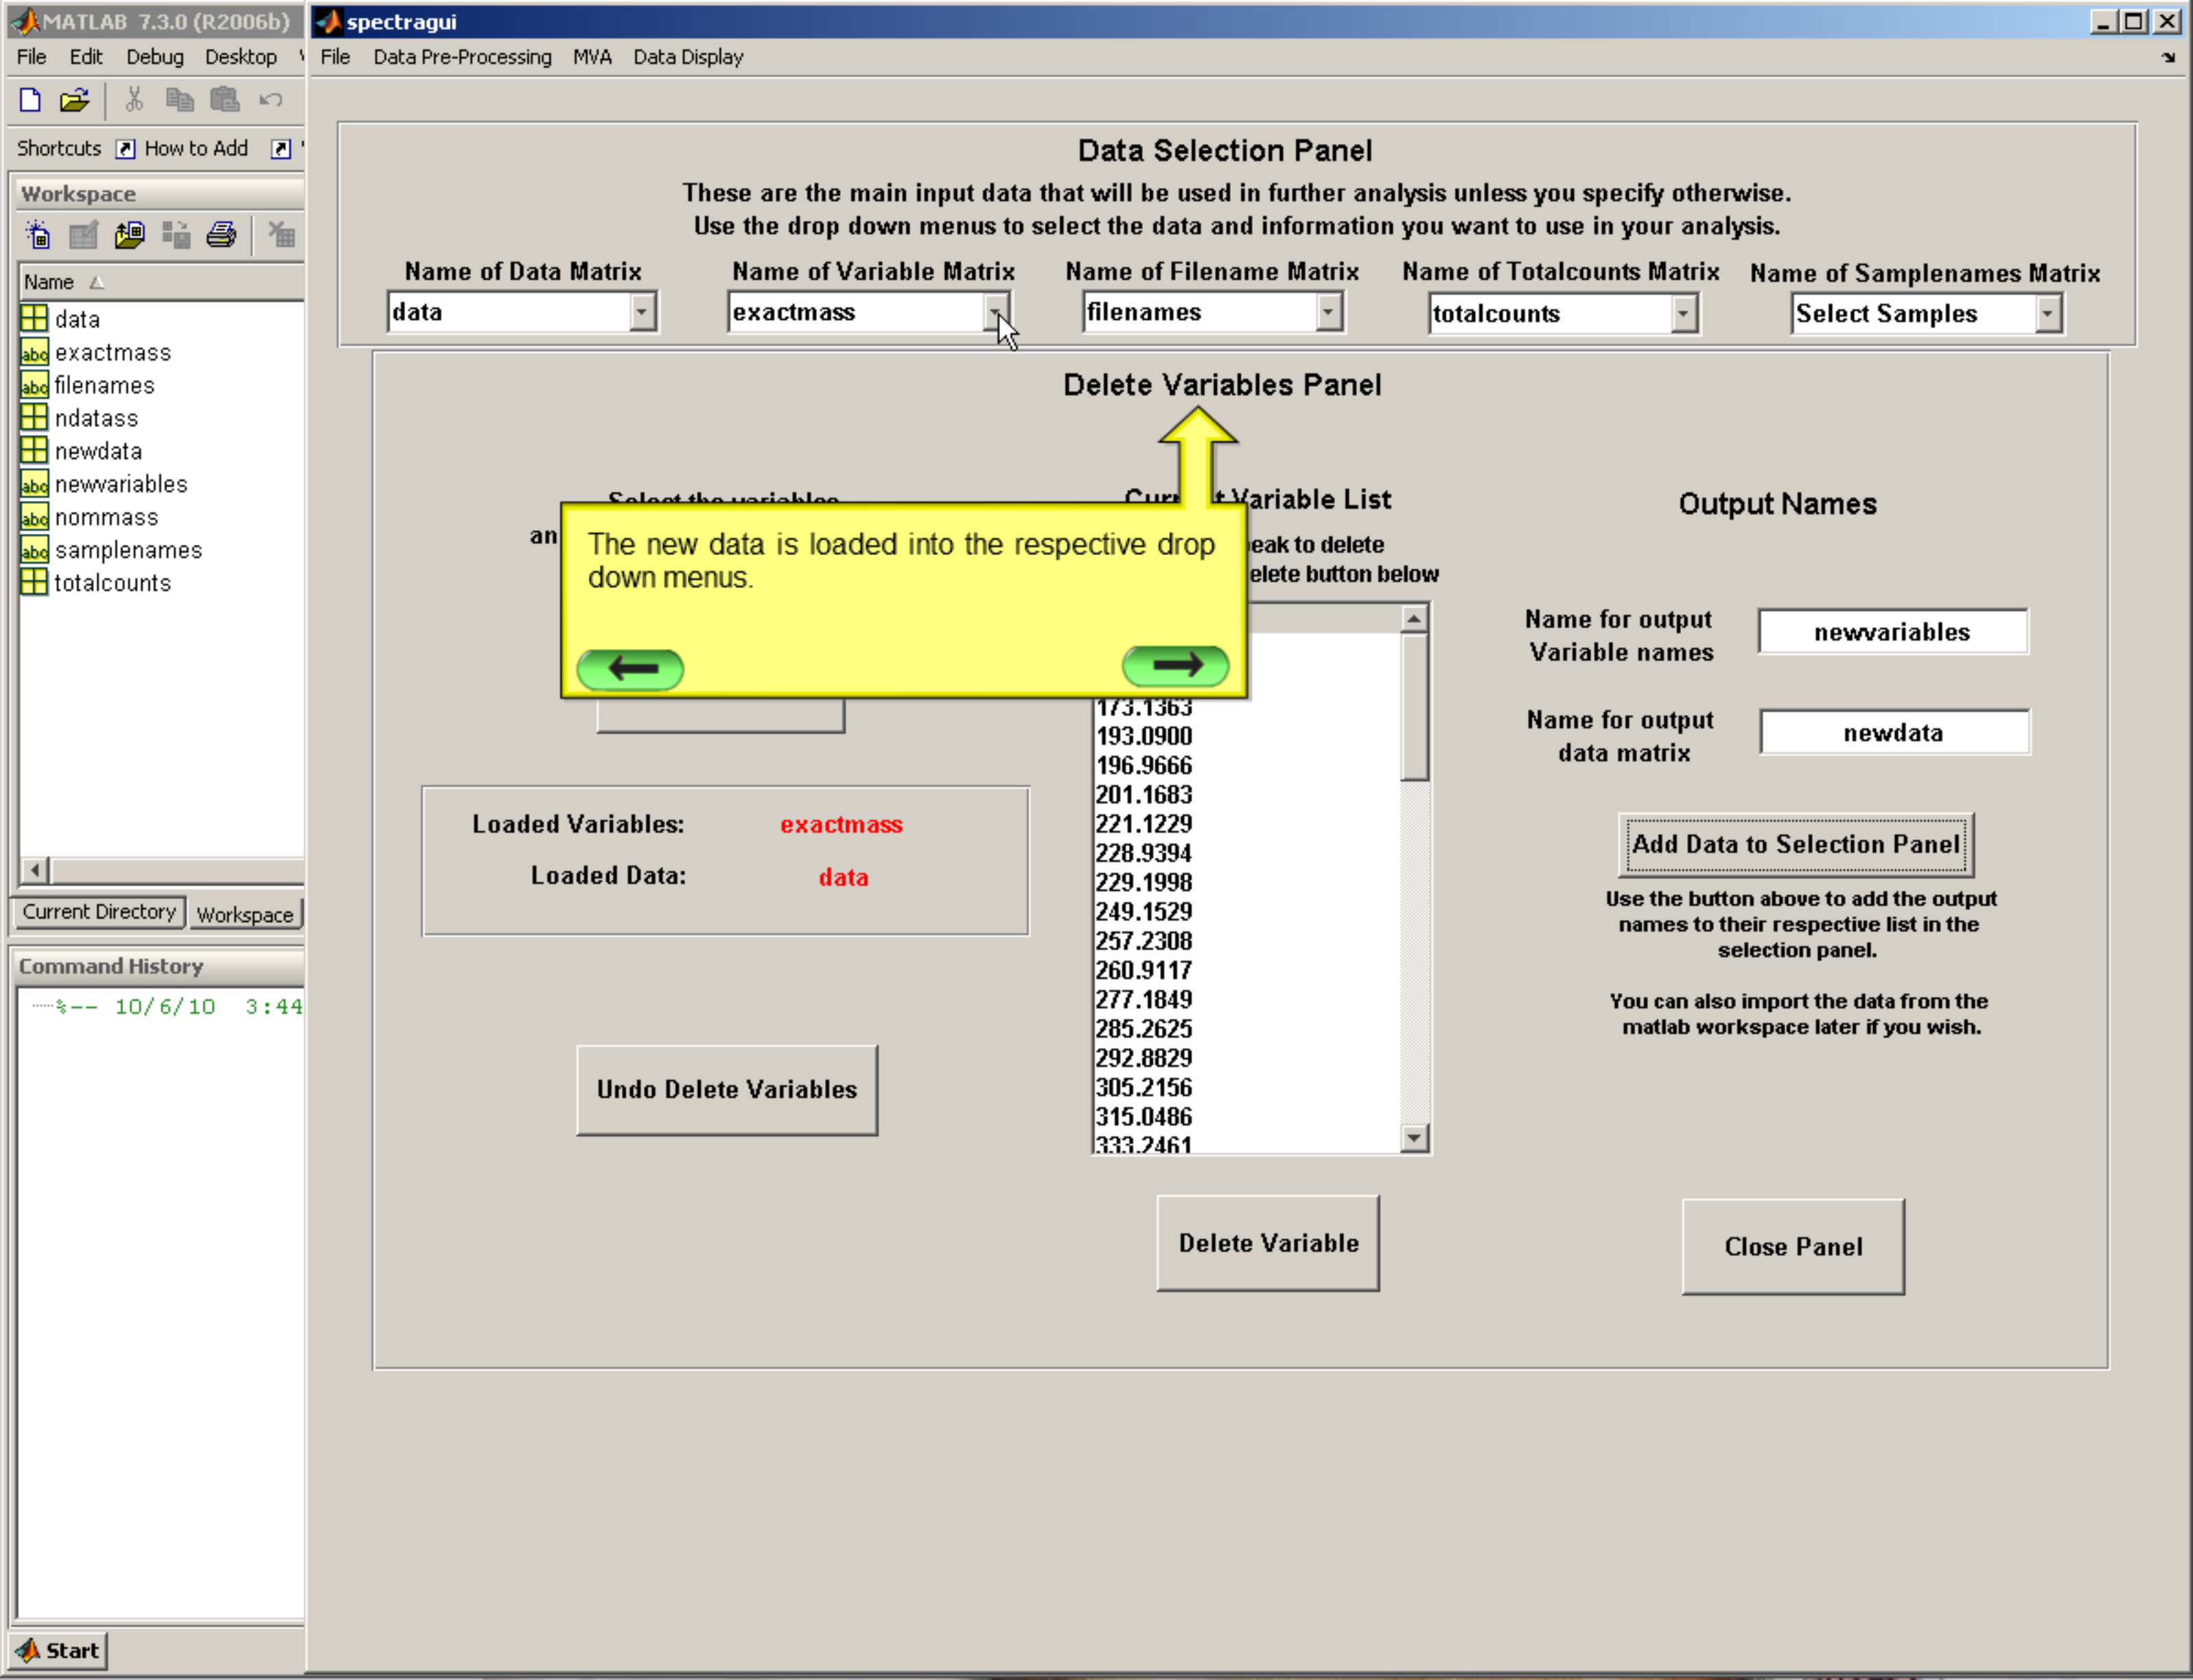 MATLAB 7.3.0 (R2006b)
File Edit Debug Desktop
Shortcuts How to Add
Workspace
Name
data
exactmass
filenames
ndatass
newdata
newvariables
nommass
samplenames
totalcounts
Current Directory Workspace
Command History
%-- 10/6/10 3:44
Start
spectragui
File Data Pre-Processing MVA Data Display
Data Selection Panel
These are the main input data that will be used in further analysis unless you specify otherwise.
Use the drop down menus to select the data and information you want to use in your analysis.
Name of Data Matrix Name of Variable Matrix Name of Filename Matrix Name of Totalcounts Matrix Name of Samplenames Matrix
data exactmass filenames totalcounts Select Samples
Delete Variables Panel
Select the variables
an
The new data is loaded into the respective drop
down menus.
Loaded Variables: exactmass
Loaded Data: data
Undo Delete Variables
Variable List
eak to delete
elete button below
173.1363
193.0900
196.9666
201.1683
221.1229
228.9394
229.1998
249.1529
257.2308
260.9117
277.1849
285.2625
292.8829
305.2156
315.0486
333.2461
Delete Variable
Output Names
Name for output
Variable names
newvariables
Name for output
data matrix
newdata
Add Data to Selection Panel
Use the button above to add the output
names to their respective list in the
selection panel.
You can also import the data from the
matlab workspace later if you wish.
Close Panel